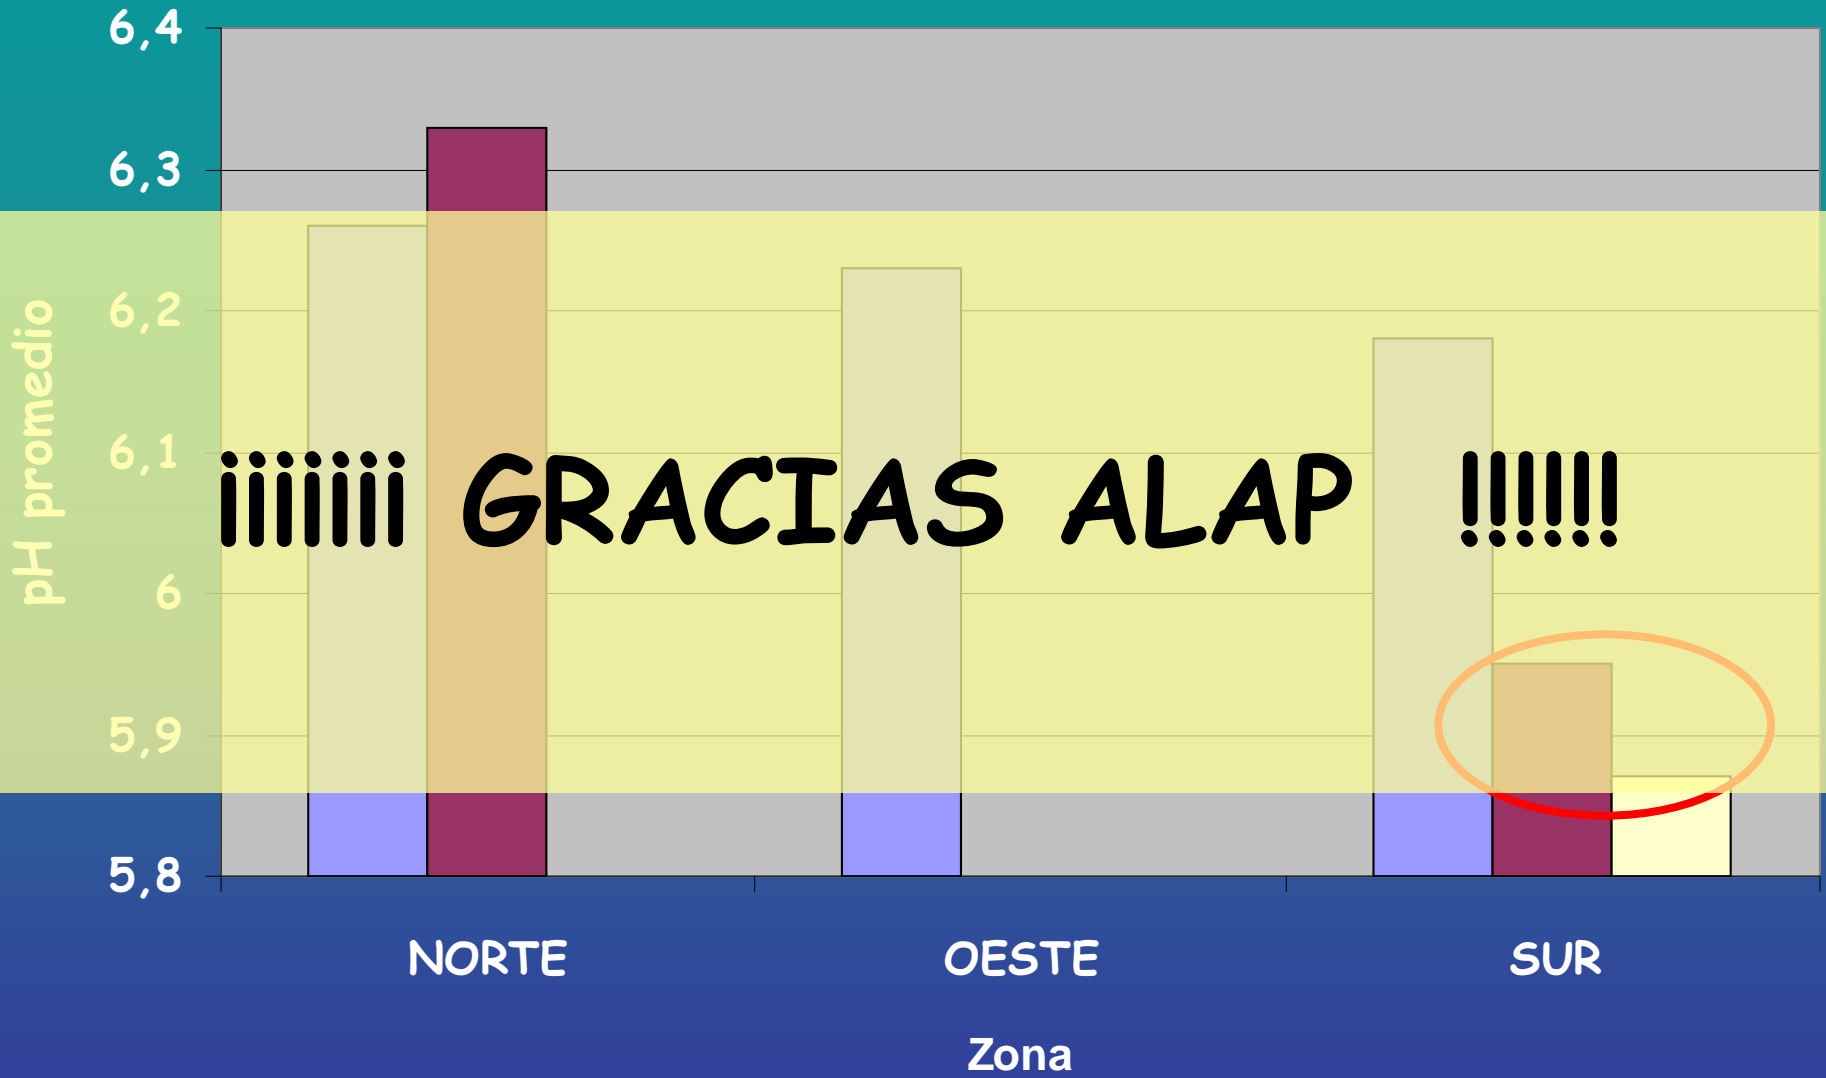 6,4
6,3
6,2
6,1
6
5,9
5,8
pH promedio
¡¡¡¡¡¡¡ GRACIAS ALAP !!!!!!
NORTE OESTE SUR
Zona